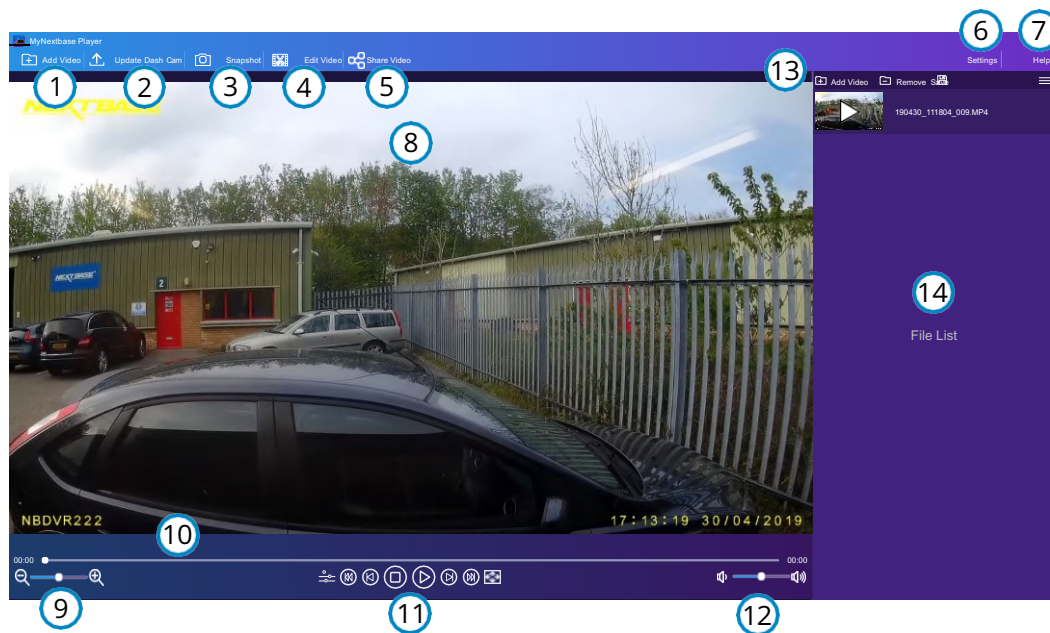 6 7
MyNextbase Player
Add Video Update Dash Cam Snapshot Edit Video Share Video Settings Help
1 2 3 4 5 13
Add Video Remove Save
NEXTBASE
190430_111804_009.MP4
8
NEXTBASE
2
14
File List
NBDVR222 17:13:19 30/04/2019
10
00:00 00:00
9 11 12